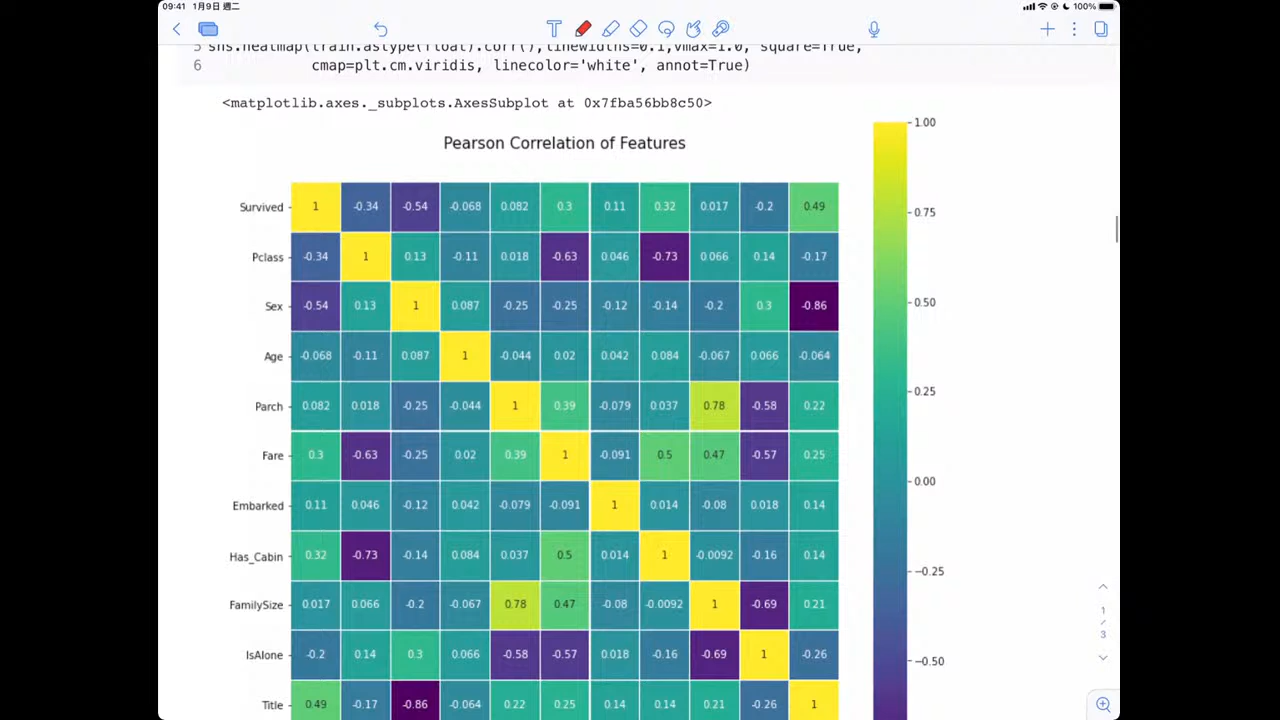 09:41 1月9日 週二
100%
5 sns.heatmap(train.astype(float).corr(),linewidths=0.1,vmax=1.0, square=True,
6 cmap=plt.cm.viridis, linecolor='white', annot=True)
<matplotlib.axes._subplots.AxesSubplot at 0x7fba56bb8c50>
Pearson Correlation of Features
Survived 1 -0.34 -0.54 -0.068 0.082 0.3 0.11 0.32 0.017 -0.2 0.49
Pclass -0.34 1 0.13 -0.11 0.018 -0.63 0.046 -0.73 0.066 0.14 -0.17
Sex -0.54 0.13 1 0.087 -0.25 -0.25 -0.12 -0.14 -0.2 0.3 -0.86
Age -0.068 -0.11 0.087 1 -0.044 0.02 0.042 0.084 -0.067 0.066 -0.064
Parch 0.082 0.018 -0.25 -0.044 1 0.39 -0.079 0.037 0.78 -0.58 0.22
Fare 0.3 -0.63 -0.25 0.02 0.39 1 -0.091 0.5 0.47 -0.57 0.25
Embarked 0.11 0.046 -0.12 0.042 -0.079 -0.091 1 0.014 -0.08 0.018 0.14
Has_Cabin 0.32 -0.73 -0.14 0.084 0.037 0.5 0.014 1 -0.0092 -0.16 0.14
FamilySize 0.017 0.066 -0.2 -0.067 0.78 0.47 -0.08 -0.0092 1 -0.69 0.21
IsAlone -0.2 0.14 0.3 0.066 -0.58 -0.57 0.018 -0.16 -0.69 1 -0.26
Title 0.49 -0.17 -0.86 -0.064 0.22 0.25 0.14 0.14 0.21 -0.26 1
1.00
0.75
0.50
0.25
0.00
−0.25
−0.50
1
/
3